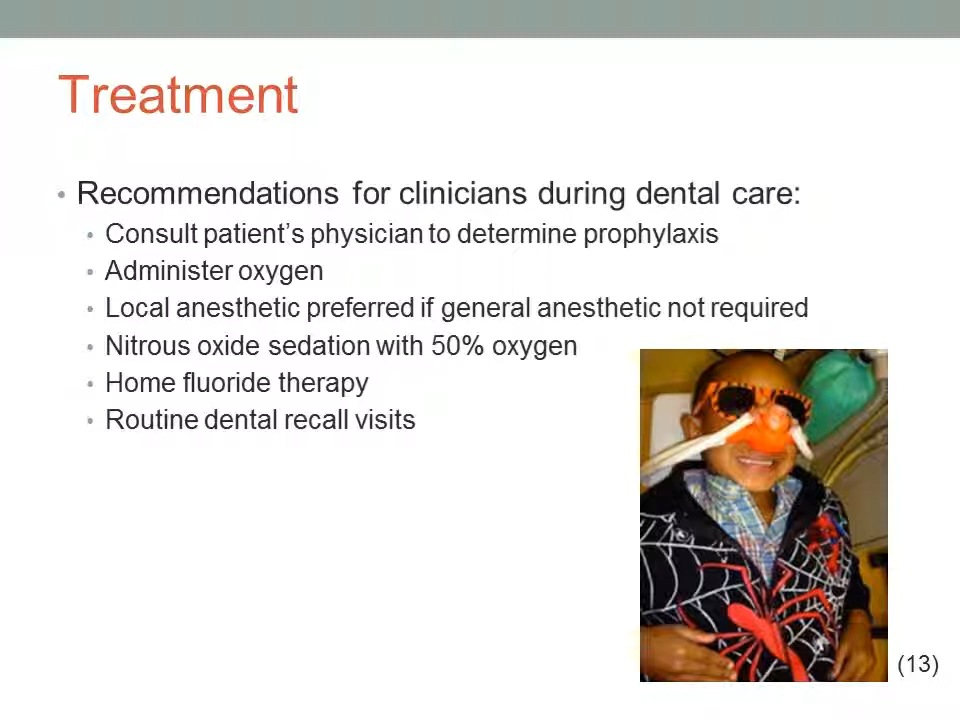 Treatment
• Recommendations for clinicians during dental care:
• Consult patient's physician to determine prophylaxis
• Administer oxygen
• Local anesthetic preferred if general anesthetic not required
• Nitrous oxide sedation with 50% oxygen
• Home fluoride therapy
• Routine dental recall visits
(13)